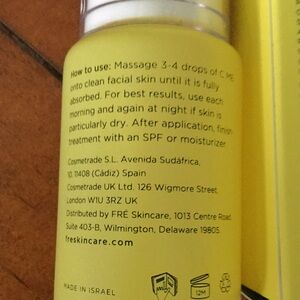 How to use: Massage 3-4 drops of C ME
onto clean facial skin until it is fully
absorbed. For best results, use each
morning and again at night if skin is
particularly dry. After application, finish
treatment with an SPF or moisturizer
Cosmetrade S.L. Avenida Sudáfrica,
10, 11408 (Cádiz) Spain
Cosmetrade UK Ltd. 126 Wigmore Street
London W1U 3RZ UK
Distributed by FRÉ Skincare, 1013 Centre Road,
Suite 403-B, Wilmington, Delaware 19805
freskincare.com
MADE IN ISRAEL
12M